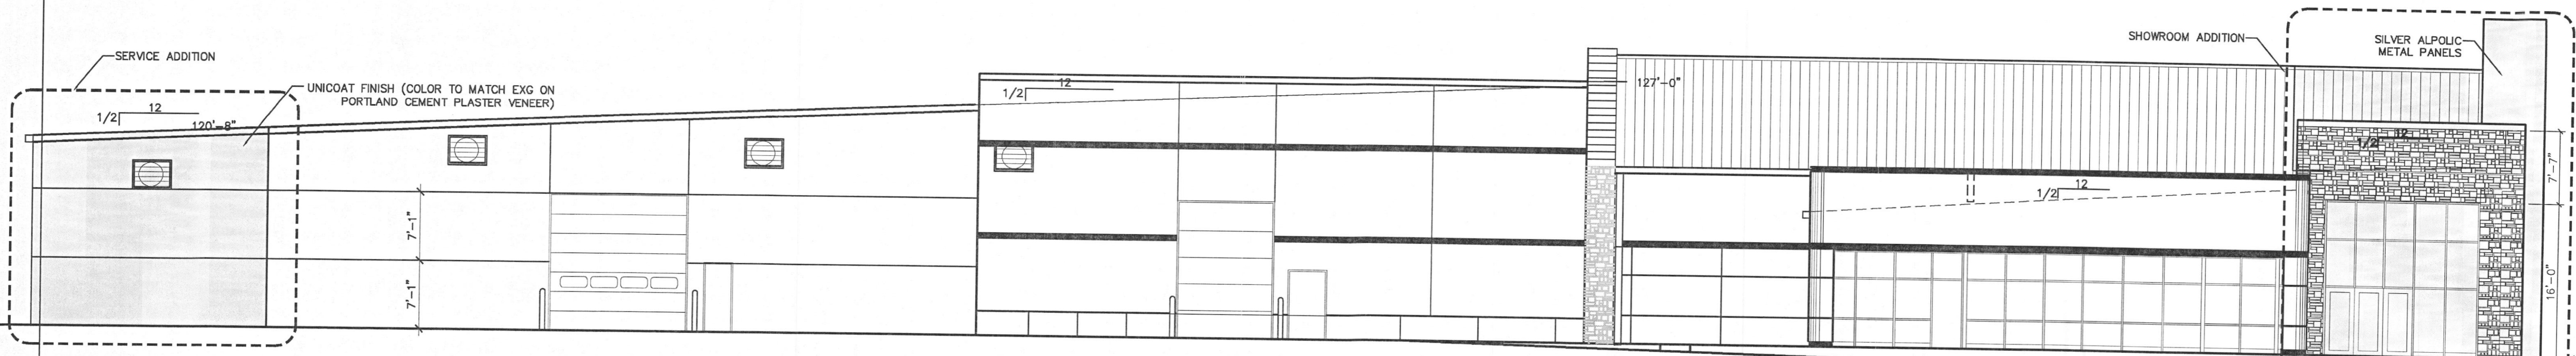 SERVICE ADDITION
UNICOAT FINISH (COLOR TO MATCH EXG ON
PORTLAND CEMENT PLASTER VENEER)
12
1/2
120'-8"
7'-1"
7'-1"
12
1/2
127'-0"
SHOWROOM ADDITION
SILVER ALPOLIC
METAL PANELS
12
1/2
12
1/2
7'-7"
16'-0"